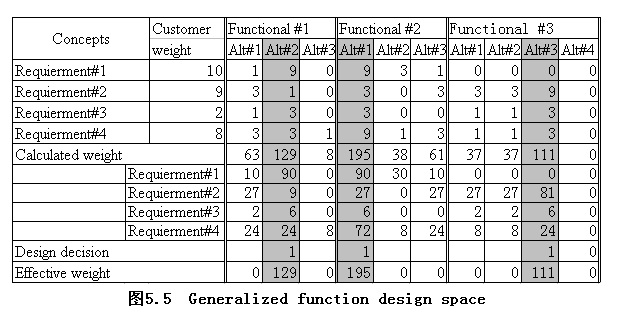 Concepts Customer weight Functional #1 Functional #2 Functional #3
Alt#1 Alt#2 Alt#3 Alt#1 Alt#2 Alt#3 Alt#1 Alt#2 Alt#3 Alt#4
Requierment#1 10 1 9 0 9 3 1 0 0 0 0
Requierment#2 9 3 1 0 3 0 3 3 3 9 0
Requierment#3 2 1 3 0 3 0 0 1 1 3 0
Requierment#4 8 3 3 1 9 1 3 1 1 3 0
Calculated weight 63 129 8 195 38 61 37 37 111 0
Requierment#1 10 90 0 90 30 10 0 0 0 0
Requierment#2 27 9 0 27 0 27 27 27 81 0
Requierment#3 2 6 0 6 0 0 2 2 6 0
Requierment#4 24 24 8 72 8 24 8 8 24 0
Design decision 1 1 1
Effective weight 0 129 0 195 0 0 0 0 111 0
图5.5 Generalized function design space